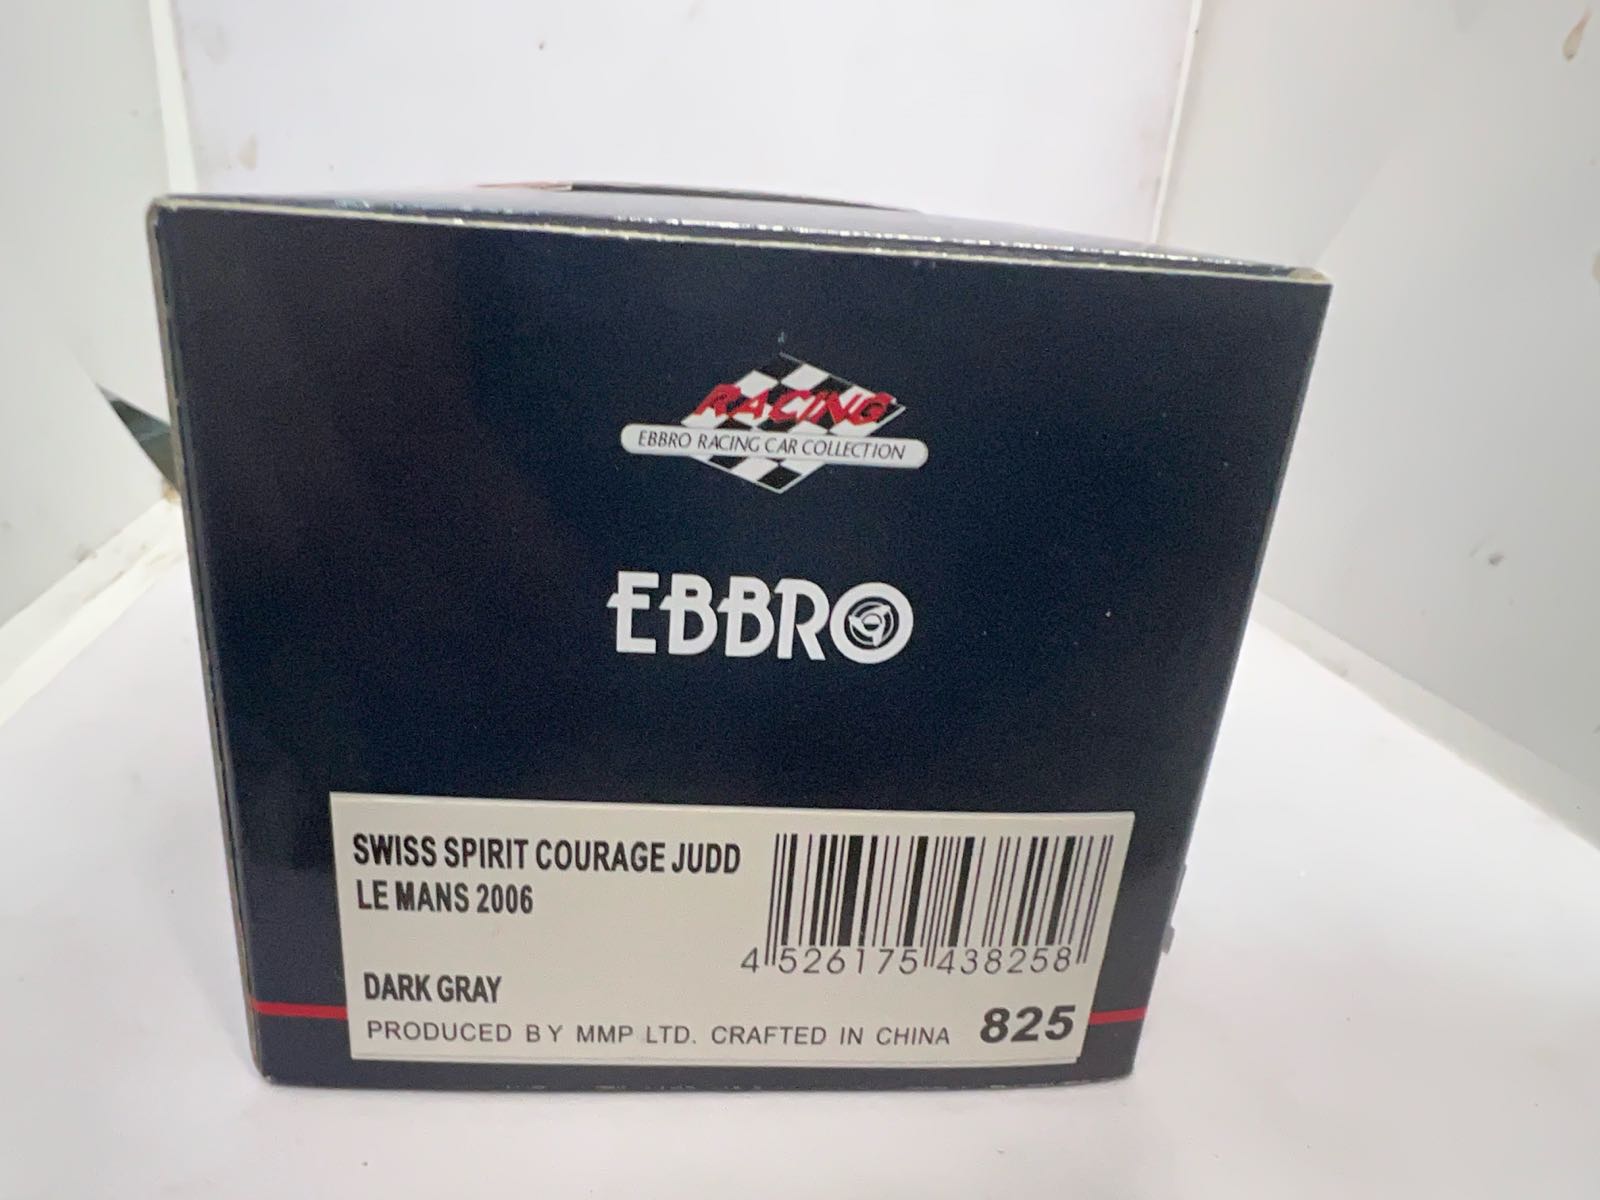 RACING
EBBRO RACING CAR COLLECTION
EBBRO
SWISS SPIRIT COURAGE JUDD
LE MANS 2006
4 526175 438258
DARK GRAY
PRODUCED BY MMP LTD. CRAFTED IN CHINA 825